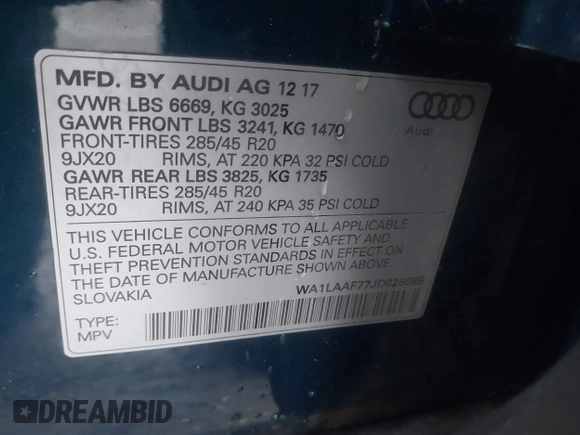 MFD. BY AUDI AG 12 17
GVWR LBS 6669, KG 3025
GAWR FRONT LBS 3241, KG 1470
FRONT-TIRES 285/45 R20
9JX20 RIMS, AT 220 KPA 32 PSI COLD
GAWR REAR LBS 3825, KG 1735
REAR-TIRES 285/45 R20
9JX20 RIMS, AT 240 KPA 35 PSI COLD
Audi
THIS VEHICLE CONFORMS TO ALL APPLICABLE
U.S. FEDERAL MOTOR VEHICLE SAFETY AND
THEFT PREVENTION STANDARDS IN EFFECT ON
THE DATE OF MANUFACTURE SHOWN ABOVE.
SLOVAKIA
WA1LAAF77JD026085
TYPE:
MPV
DREAMBID